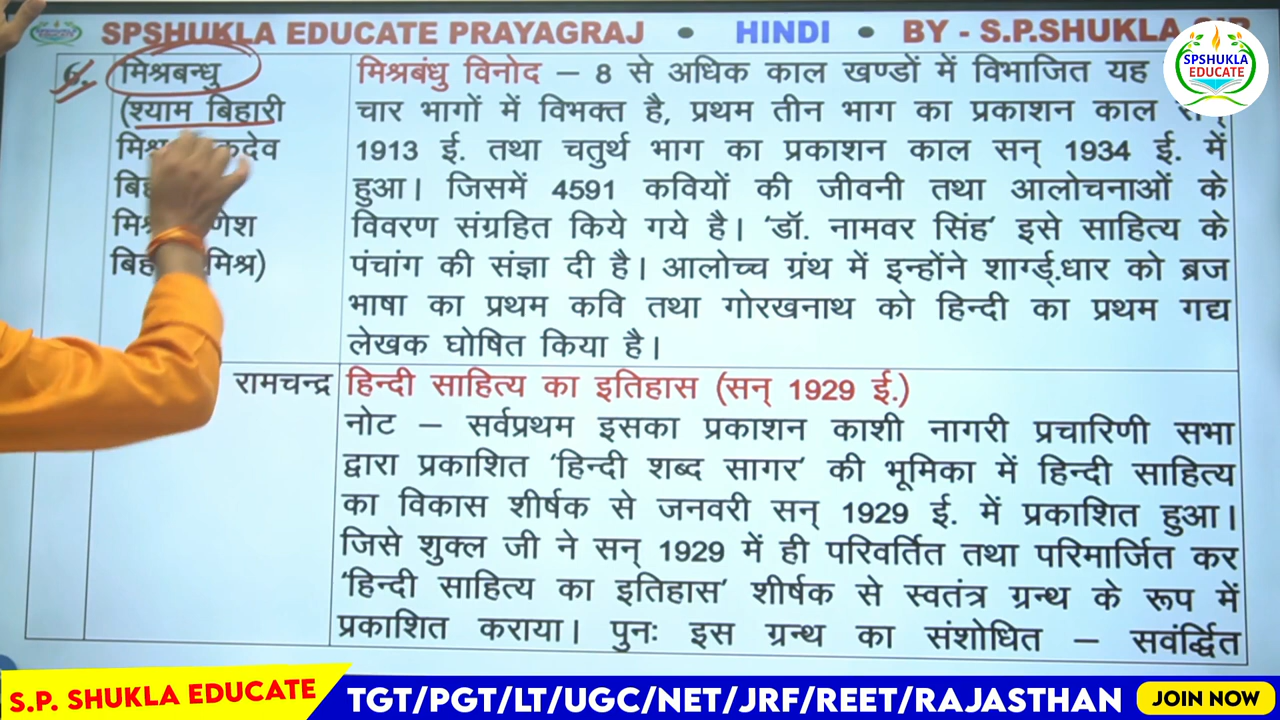 SPSHUKLA EDUCATE PRAYAGRAJ • HINDI • BY - S.P.SHUKLA
SPSHUKLA
EDUCATE
6. मिश्रबन्धु
(श्याम बिहारी
देव
मिश्र)
मिश्रबंधु विनोद – 8 से अधिक काल खण्डों में विभाजित यह
चार भागों में विभक्त है, प्रथम तीन भाग का प्रकाशन काल
1913 ई. तथा चतुर्थ भाग का प्रकाशन काल सन् 1934 ई. में
हुआ। जिसमें 4591 कवियों की जीवनी तथा आलोचनाओं के
विवरण संग्रहित किये गये है। ‘डॉ. नामवर सिंह’ इसे साहित्य के
पंचांग की संज्ञा दी है। आलोच्च ग्रंथ में इन्होंने शार्ग्ड्.धार को ब्रज
भाषा का प्रथम कवि तथा गोरखनाथ को हिन्दी का प्रथम गद्य
लेखक घोषित किया है।
रामचन्द्र
हिन्दी साहित्य का इतिहास (सन् 1929 ई.)
नोट – सर्वप्रथम इसका प्रकाशन काशी नागरी प्रचारिणी सभा
द्वारा प्रकाशित ‘हिन्दी शब्द सागर’ की भूमिका में हिन्दी साहित्य
का विकास शीर्षक से जनवरी सन् 1929 ई. में प्रकाशित हुआ।
जिसे शुक्ल जी ने सन् 1929 में ही परिवर्तित तथा परिमार्जित कर
‘हिन्दी साहित्य का इतिहास’ शीर्षक से स्वतंत्र ग्रन्थ के रूप में
प्रकाशित कराया। पुनः इस ग्रन्थ का संशोधित – सवंर्द्धित
S.P. SHUKLA EDUCATE
TGT/PGT/LT/UGC/NET/JRF/REET/RAJASTHAN
JOIN NOW